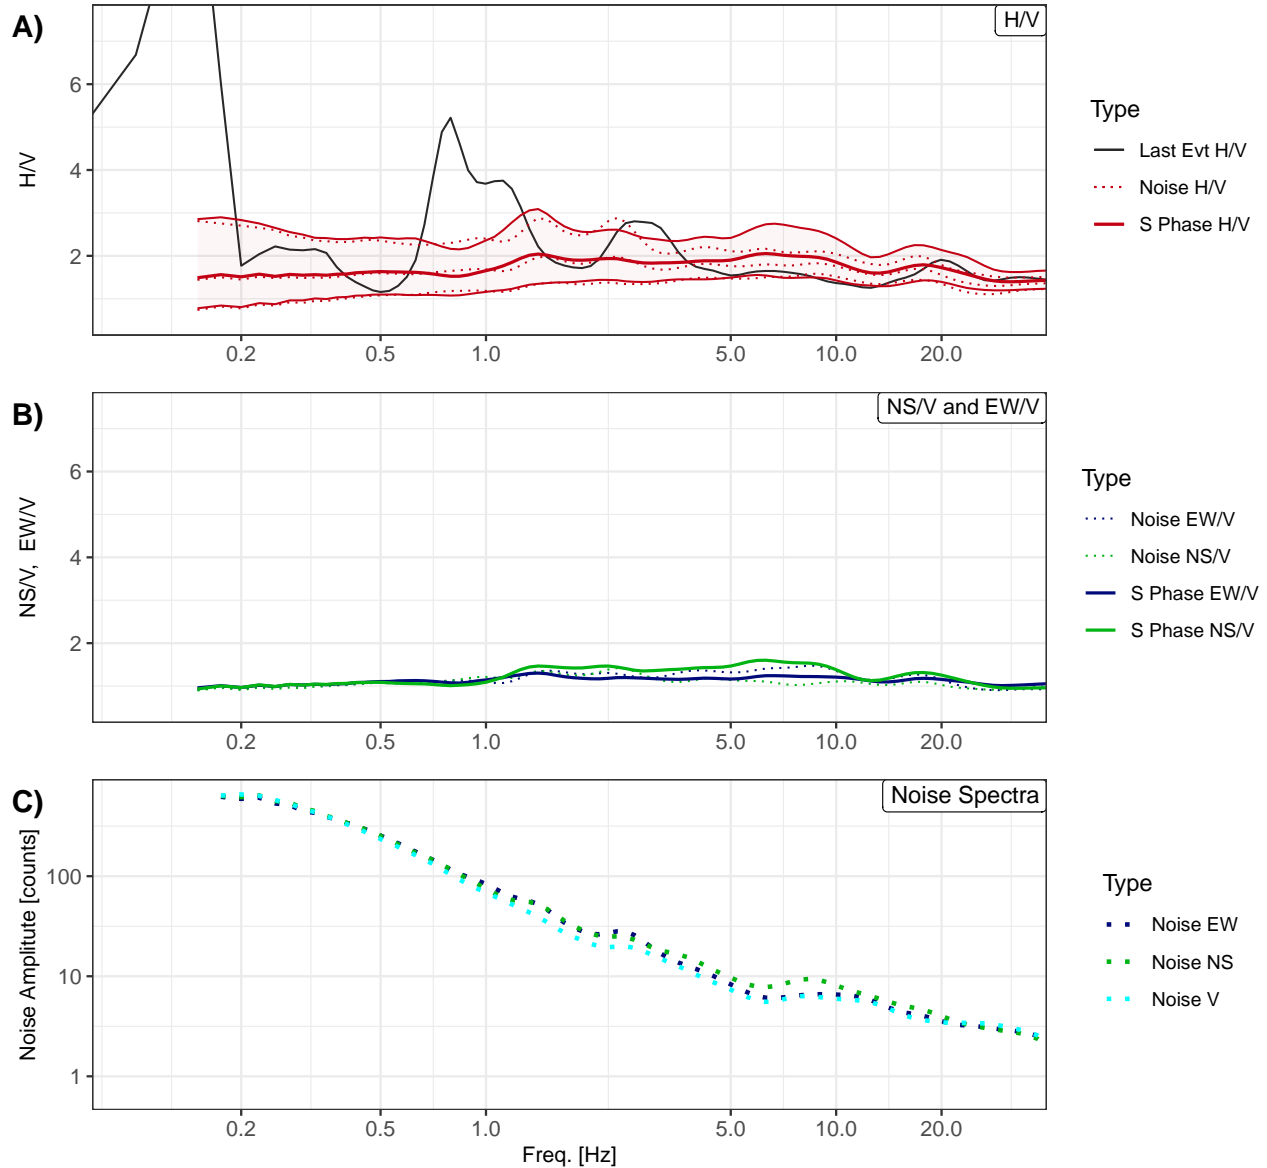 A)
H/V
6
4
2
H/V
0.2 0.5 1.0 5.0 10.0 20.0
Type
Last Evt H/V
Noise H/V
S Phase H/V
B)
NS/V and EW/V
6
4
2
NS/V, EW/V
0.2 0.5 1.0 5.0 10.0 20.0
Type
Noise EW/V
Noise NS/V
S Phase EW/V
S Phase NS/V
C)
Noise Spectra
100
10
1
Noise Amplitute [counts]
0.2 0.5 1.0 5.0 10.0 20.0
Freq. [Hz]
Type
Noise EW
Noise NS
Noise V